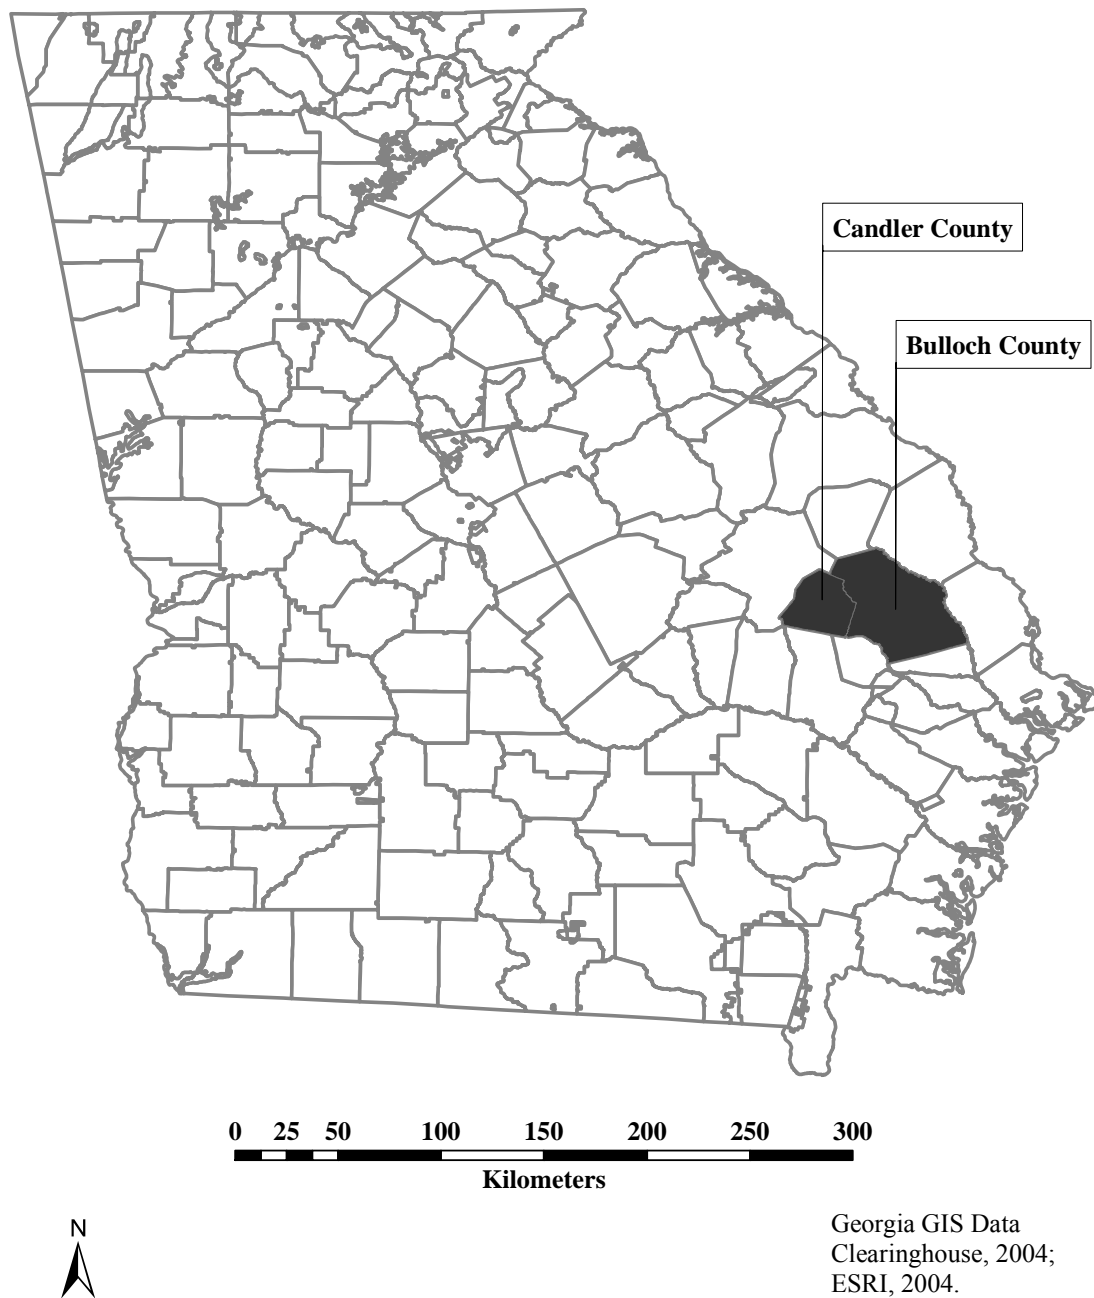 Candler County
Bulloch County
0 25 50 100 150 200 250 300
Kilometers
N
Georgia GIS Data
Clearinghouse, 2004;
ESRI, 2004.